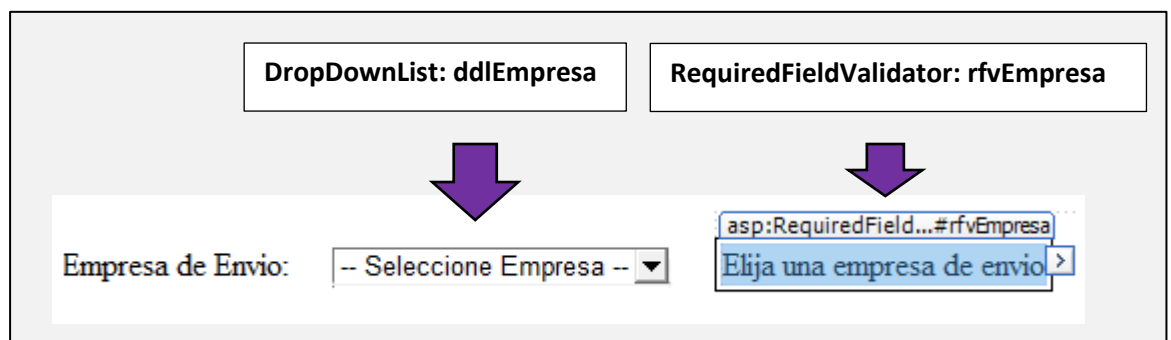 DropDownList: ddlEmpresa
RequiredFieldValidator: rfvEmpresa
asp:RequiredField...#rfvEmpresa
Empresa de Envio:
-- Seleccione Empresa --
Elija una empresa de envio